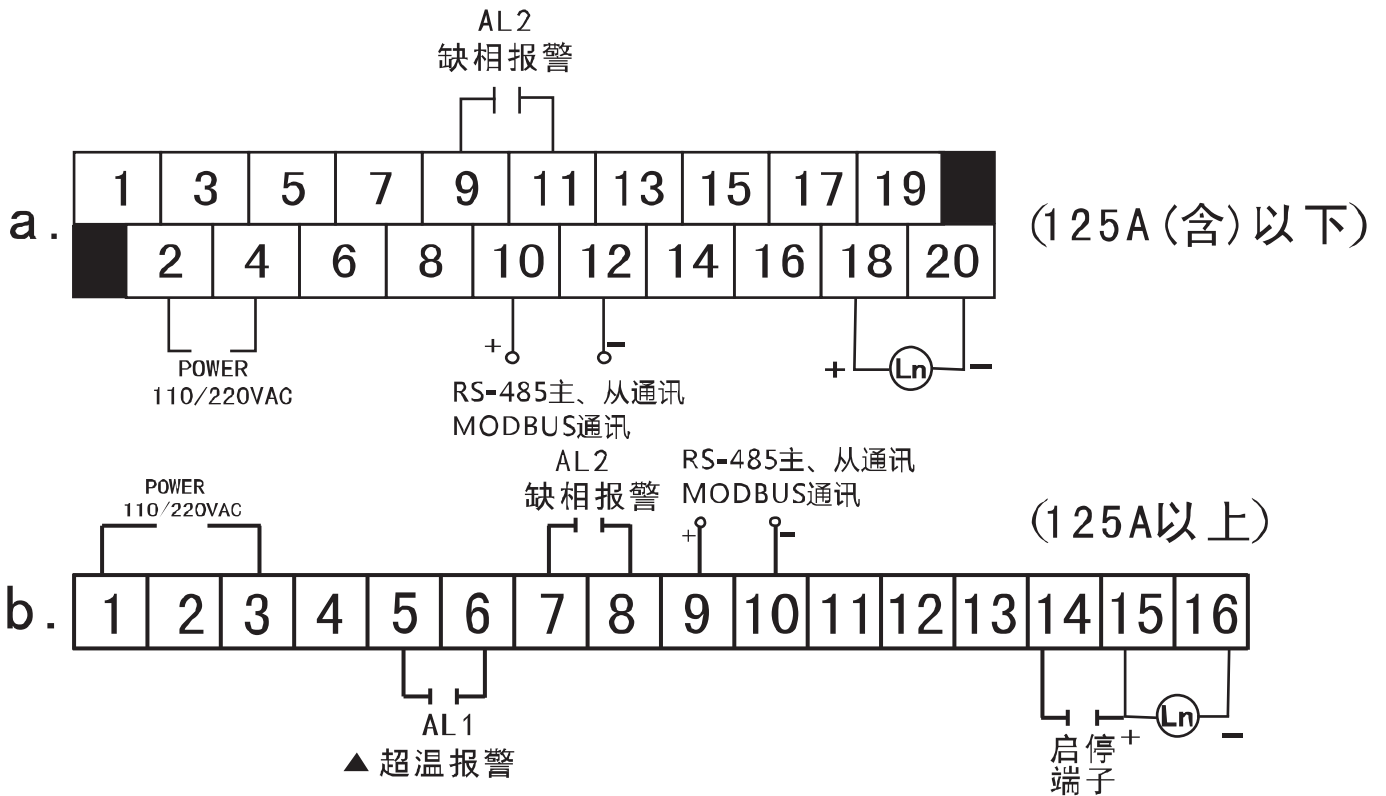 AL2
缺相报警
1 3 5 7 9 11 13 15 17 19
a.
(125A(含)以下)
2 4 6 8 10 12 14 16 18 20
POWER
110/220VAC
+ −
RS-485主、从通讯
MODBUS通讯
+ Ln −
POWER
110/220VAC
AL2
缺相报警
RS-485主、从通讯
MODBUS通讯
+ −
(125A以上)
b.
1 2 3 4 5 6 7 8 9 10 11 12 13 14 15 16
AL1
▲超温报警
启停
端子
+ Ln −